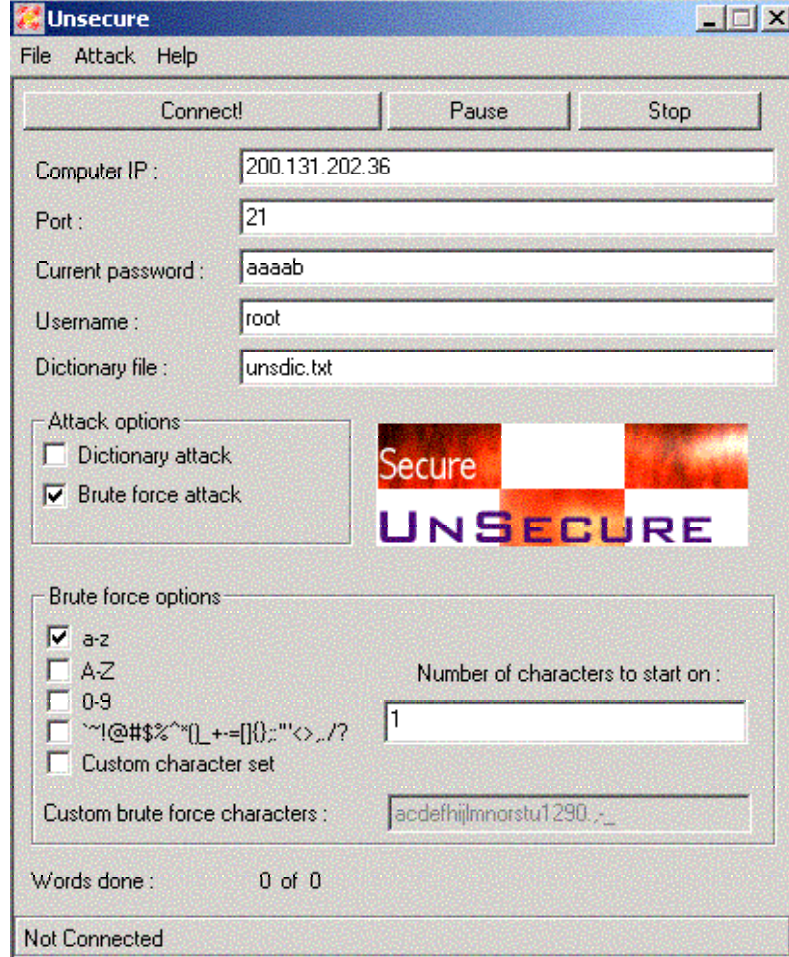 Unsecure
File Attack Help
Connect! Pause Stop
Computer IP : 200.131.202.36
Port : 21
Current password : aaaab
Username : root
Dictionary file : unsdic.txt
Attack options
Dictionary attack
Brute force attack
Secure
UNSECURE
Brute force options
a-z
A-Z
0-9
`~!@#$%^*()_+-=[]{};:"'<>,./?
Custom character set
Number of characters to start on :
1
Custom brute force characters : acdefhijlmnorstu1290.,-_
Words done : 0 of 0
Not Connected